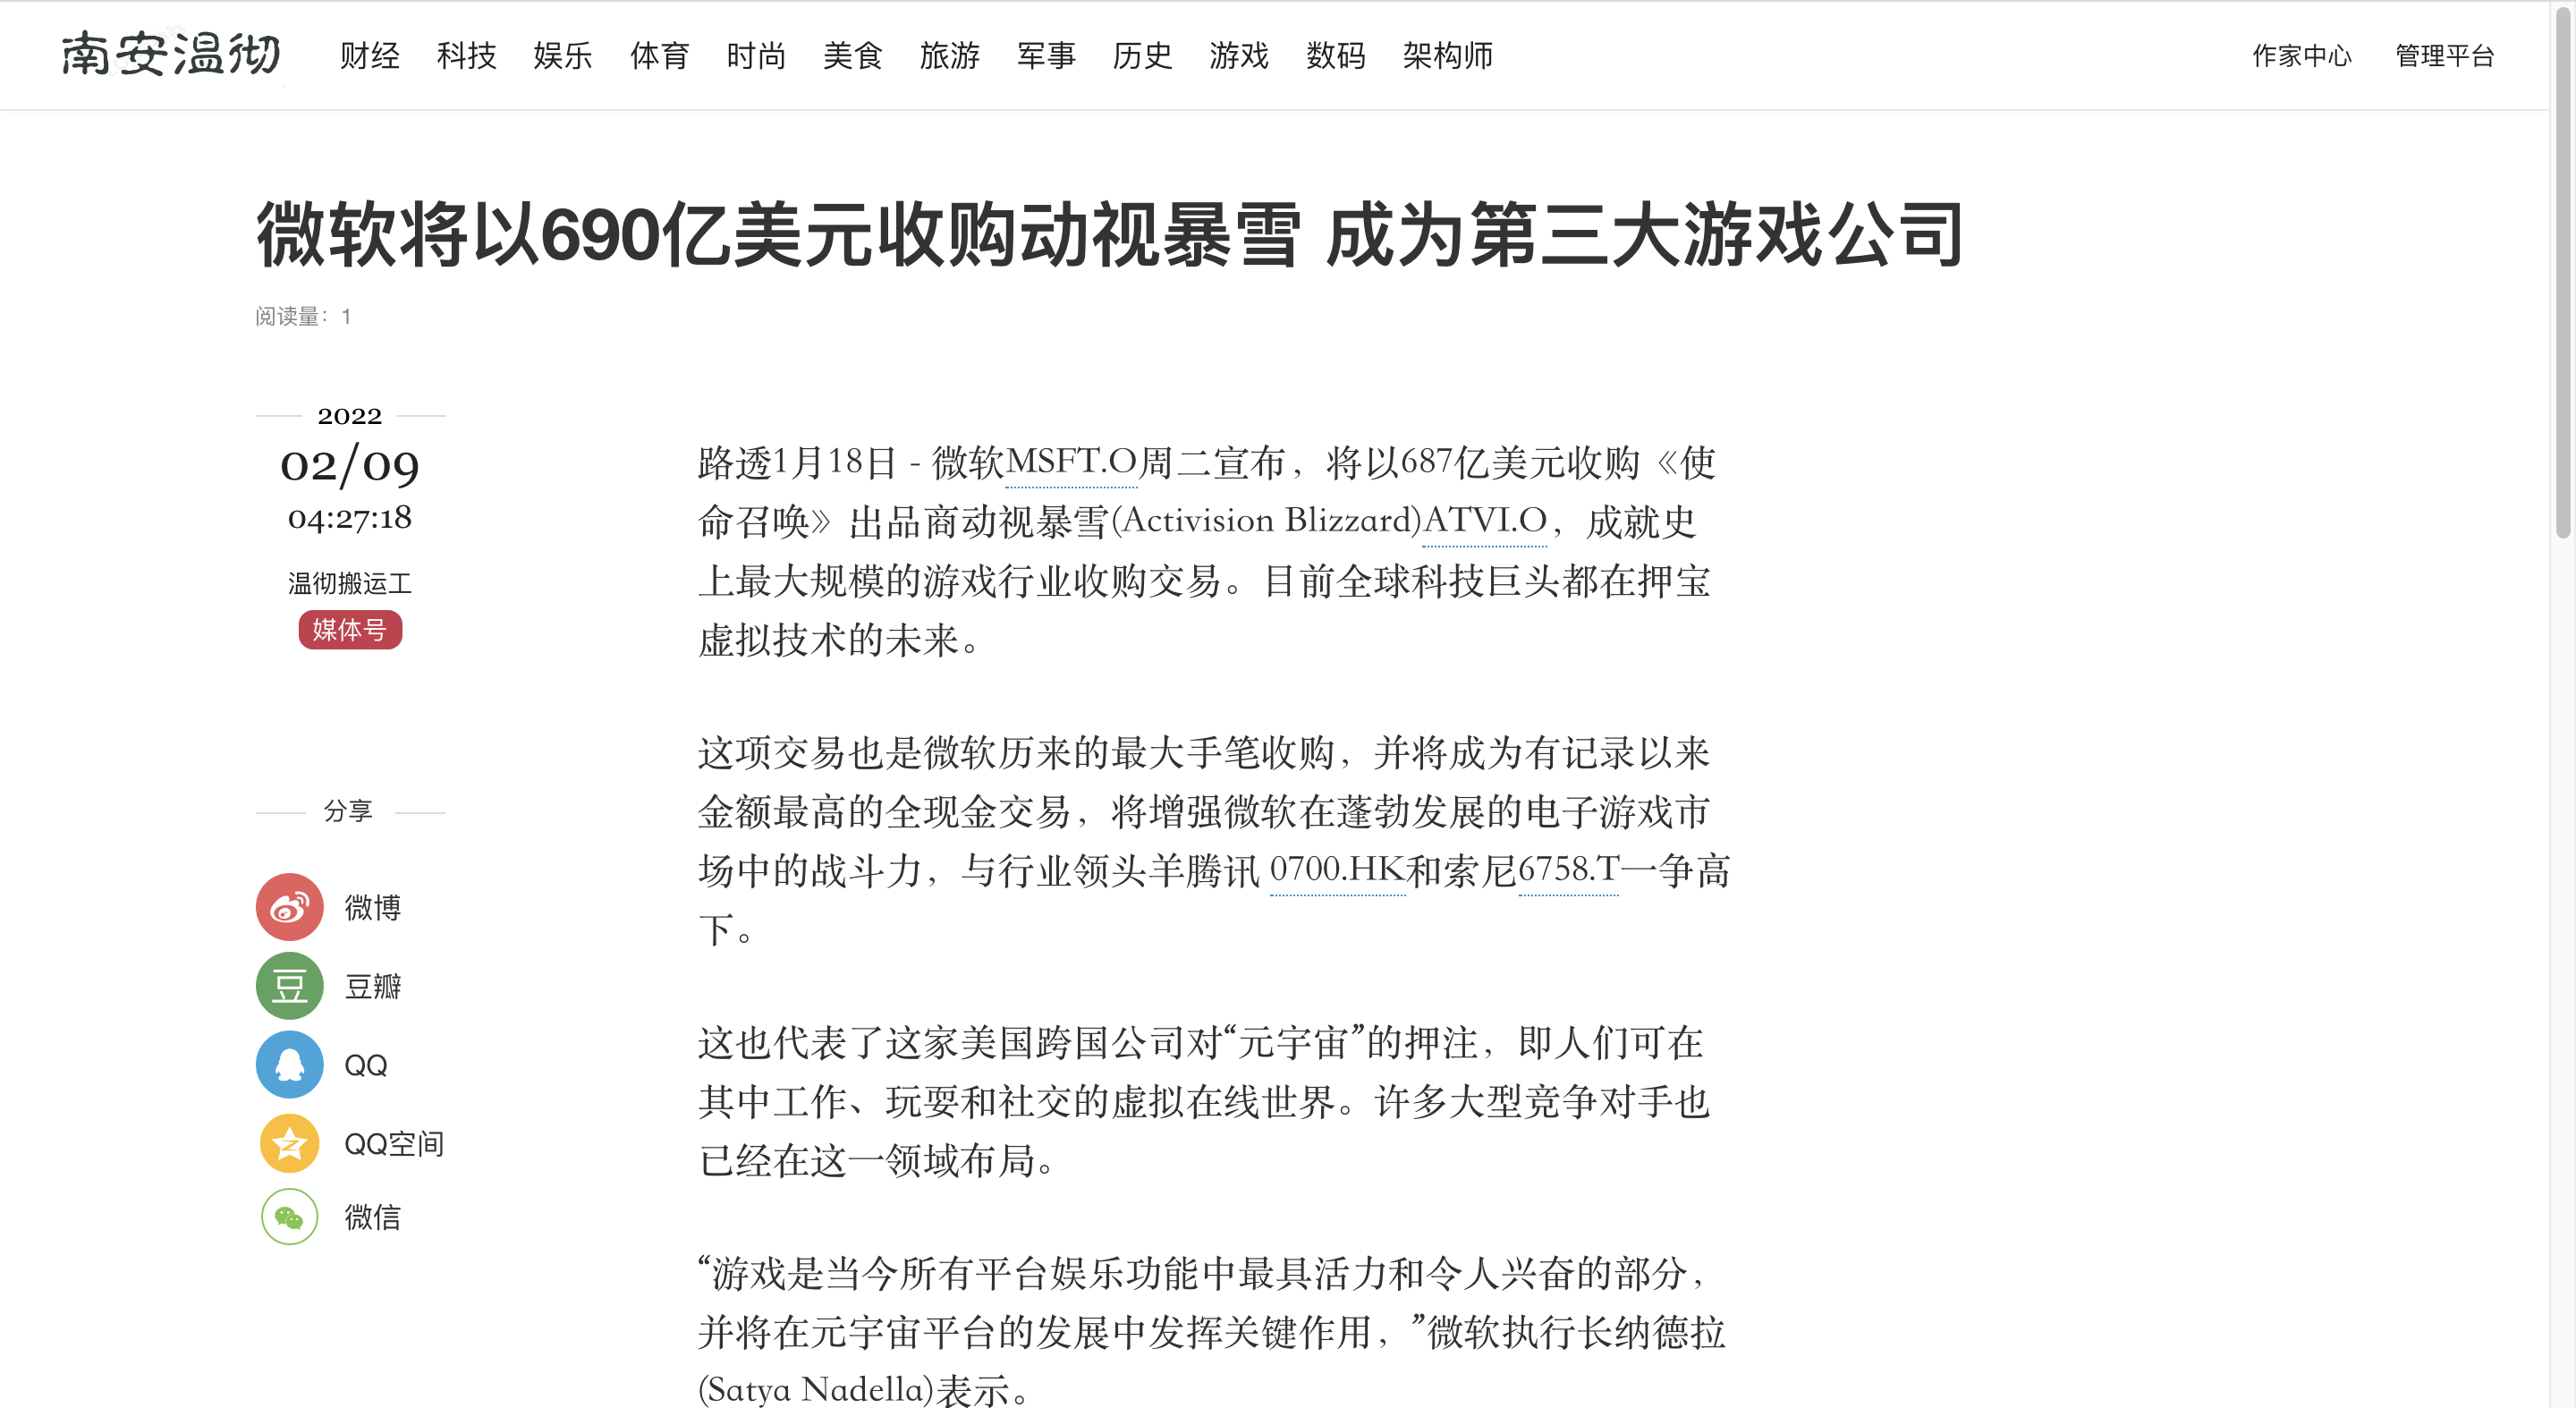 南安温彻 财经 科技 娱乐 体育 时尚 美食 旅游 军事 历史 游戏 数码 架构师 作家中心 管理平台
微软将以690亿美元收购动视暴雪 成为第三大游戏公司
阅读量：1
2022
02/09
04:27:18
温彻搬运工
媒体号
分享
微博
豆瓣
QQ
QQ空间
微信
路透1月18日 - 微软MSFT.O周二宣布，将以687亿美元收购《使
命召唤》出品商动视暴雪(Activision Blizzard)ATVI.O，成就史
上最大规模的游戏行业收购交易。目前全球科技巨头都在押宝
虚拟技术的未来。
这项交易也是微软历来的最大手笔收购，并将成为有记录以来
金额最高的全现金交易，将增强微软在蓬勃发展的电子游戏市
场中的战斗力，与行业领头羊腾讯 0700.HK和索尼6758.T一争高
下。
这也代表了这家美国跨国公司对“元宇宙”的押注，即人们可在
其中工作、玩耍和社交的虚拟在线世界。许多大型竞争对手也
已经在这一领域布局。
“游戏是当今所有平台娱乐功能中最具活力和令人兴奋的部分，
并将在元宇宙平台的发展中发挥关键作用，”微软执行长纳德拉
(Satya Nadella)表示。